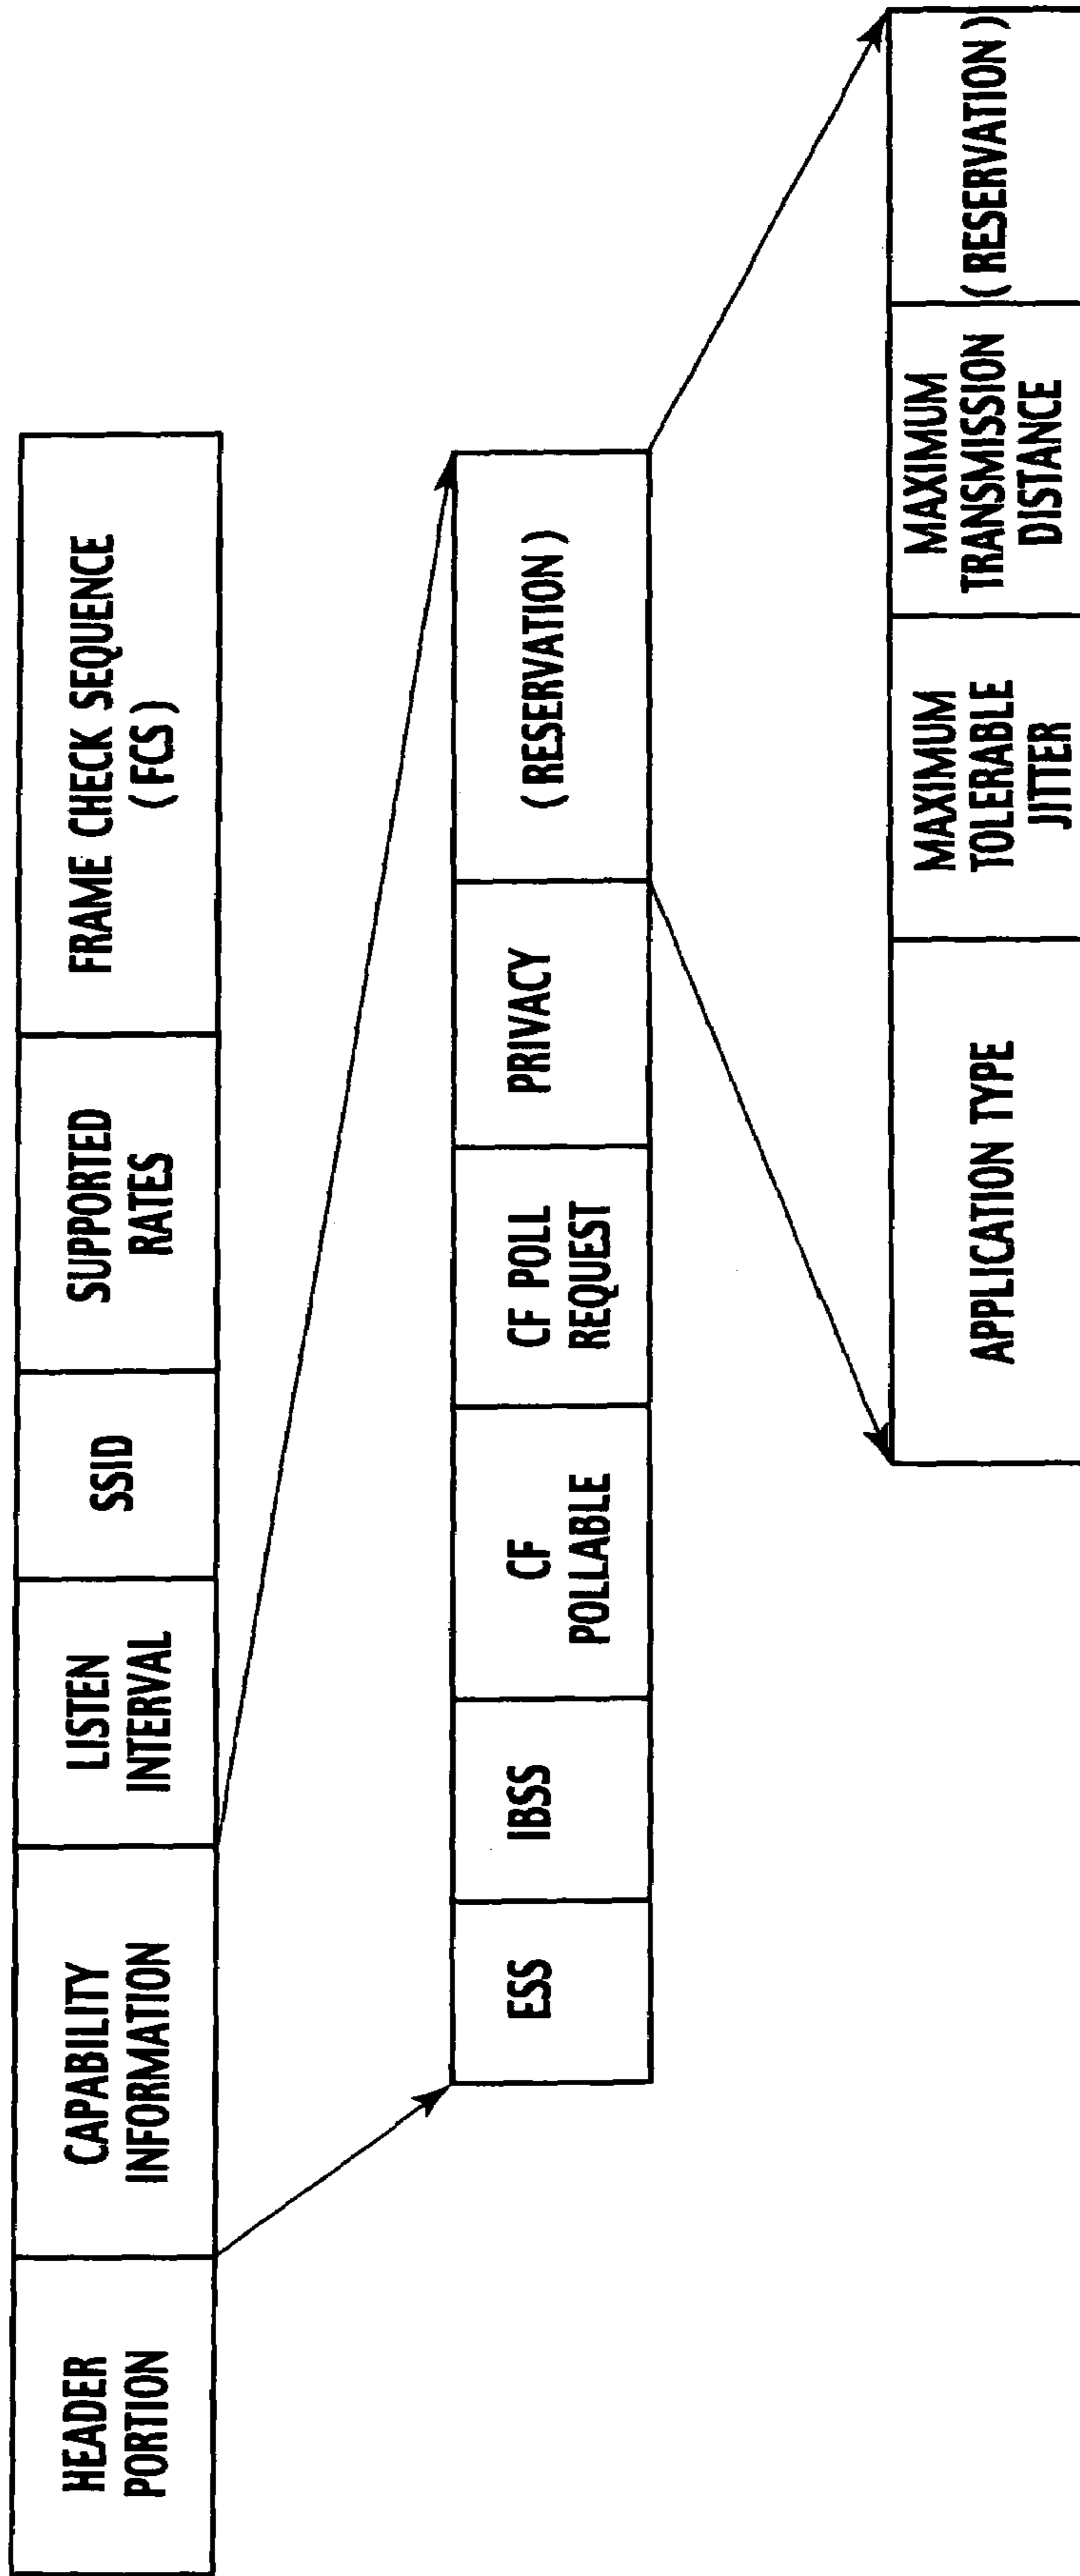 HEADER
PORTION
CAPABILITY
INFORMATION
LISTEN
INTERVAL
SSID
SUPPORTED
RATES
FRAME CHECK SEQUENCE
(FCS)
ESS
IBSS
CF
POLLABLE
CF POLL
REQUEST
PRIVACY
(RESERVATION)
APPLICATION TYPE
MAXIMUM
TOLERABLE
JITTER
MAXIMUM
TRANSMISSION
DISTANCE
(RESERVATION)